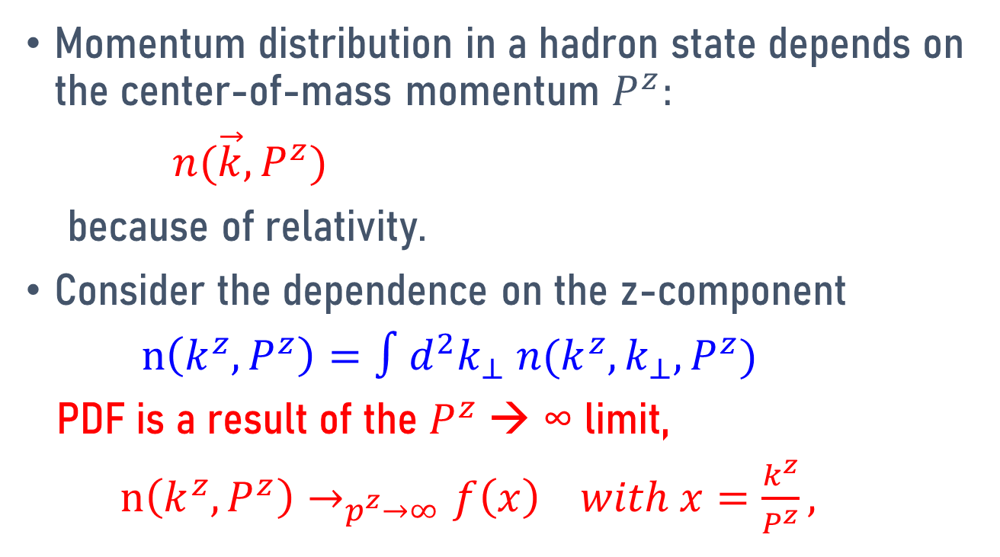 • Momentum distribution in a hadron state depends on
the center-of-mass momentum $P^z$:
$n(\vec{k}, P^z)$
because of relativity.
• Consider the dependence on the z-component
$\mathrm{n}(k^z, P^z) = \int d^2k_\perp \, n(k^z, k_\perp, P^z)$
PDF is a result of the $P^z$ → ∞ limit,
$\mathrm{n}(k^z, P^z) \rightarrow_{p^z \rightarrow \infty} f(x) \quad with \; x = \frac{k^z}{P^z},$